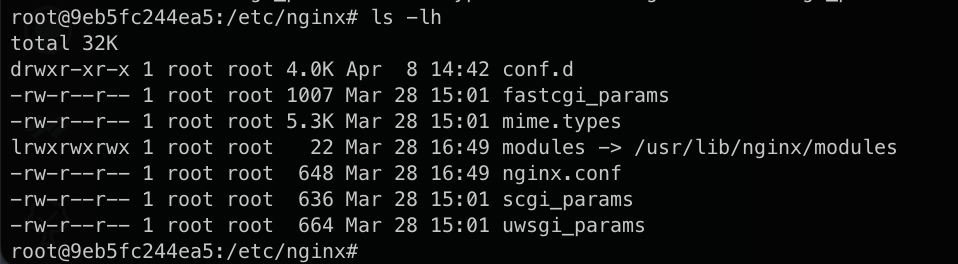 root@9eb5fc244ea5:/etc/nginx# ls -lh
total 32K
drwxr-xr-x 1 root root 4.0K Apr  8 14:42 conf.d
-rw-r--r-- 1 root root 1007 Mar 28 15:01 fastcgi_params
-rw-r--r-- 1 root root 5.3K Mar 28 15:01 mime.types
lrwxrwxrwx 1 root root   22 Mar 28 16:49 modules -> /usr/lib/nginx/modules
-rw-r--r-- 1 root root  648 Mar 28 16:49 nginx.conf
-rw-r--r-- 1 root root  636 Mar 28 15:01 scgi_params
-rw-r--r-- 1 root root  664 Mar 28 15:01 uwsgi_params
root@9eb5fc244ea5:/etc/nginx#